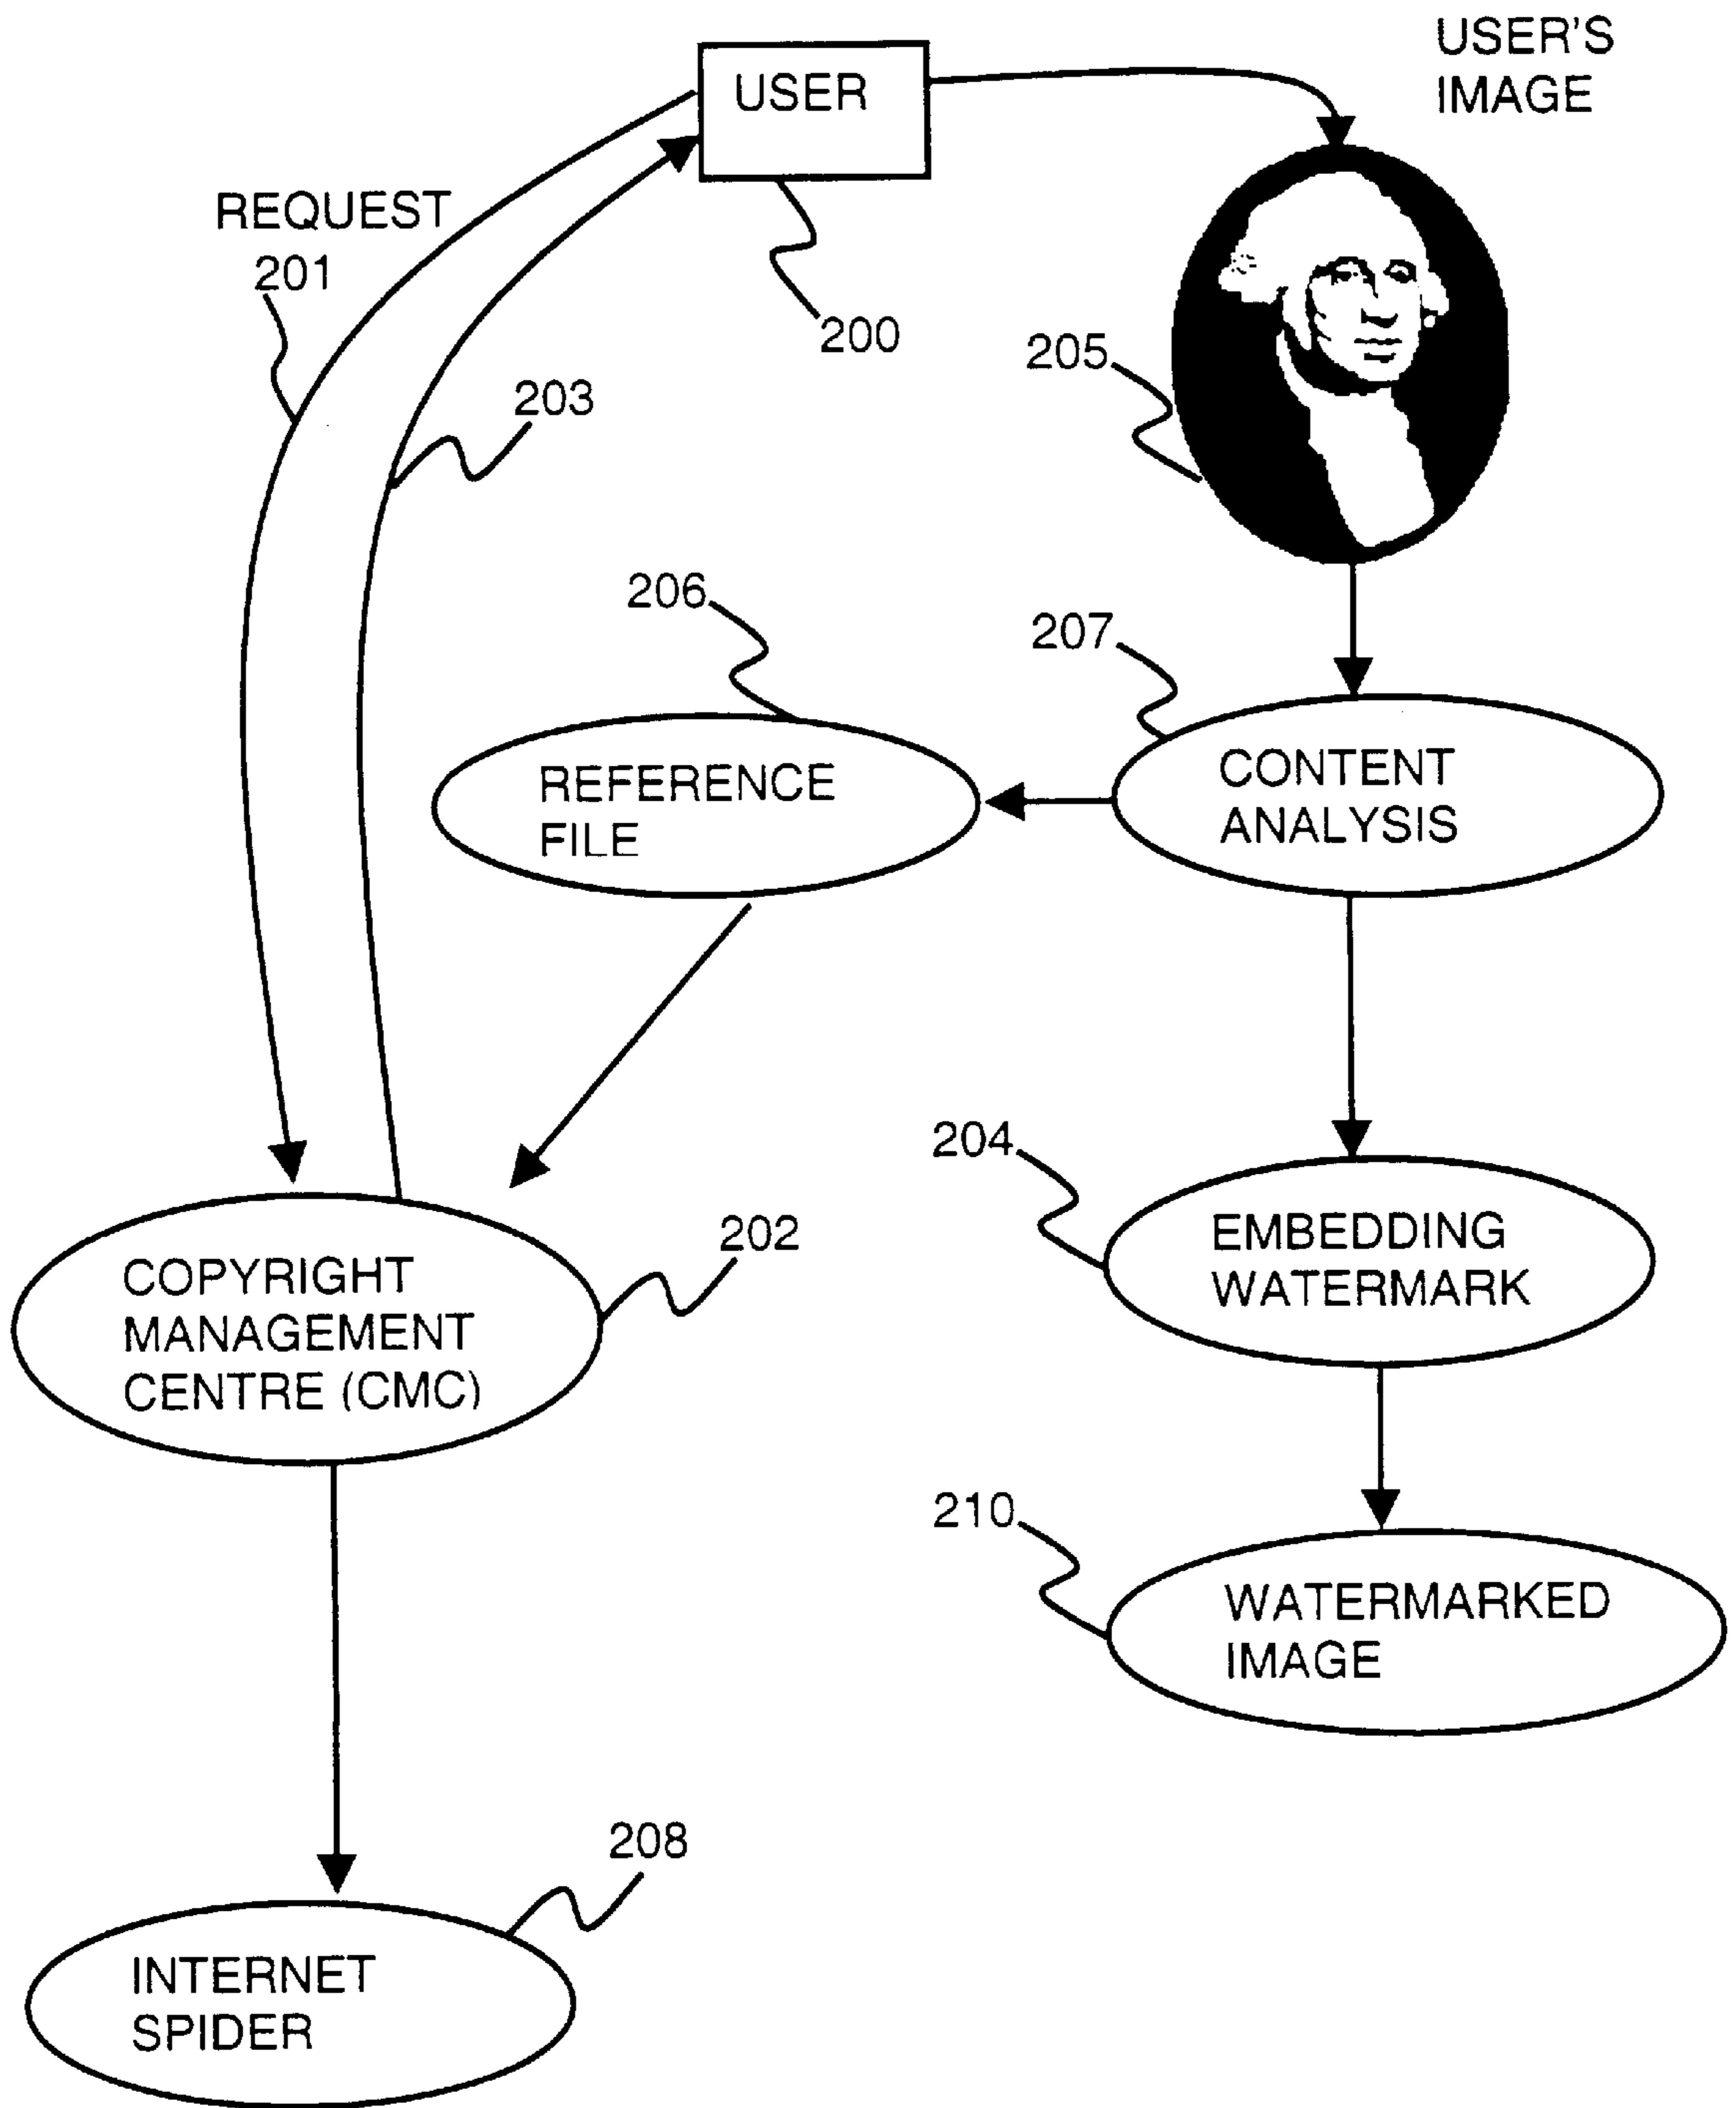 USER'S
IMAGE
USER
REQUEST
201
200
205
203
206
207
REFERENCE
FILE
CONTENT
ANALYSIS
204
EMBEDDING
WATERMARK
202
COPYRIGHT
MANAGEMENT
CENTRE (CMC)
210
WATERMARKED
IMAGE
208
INTERNET
SPIDER